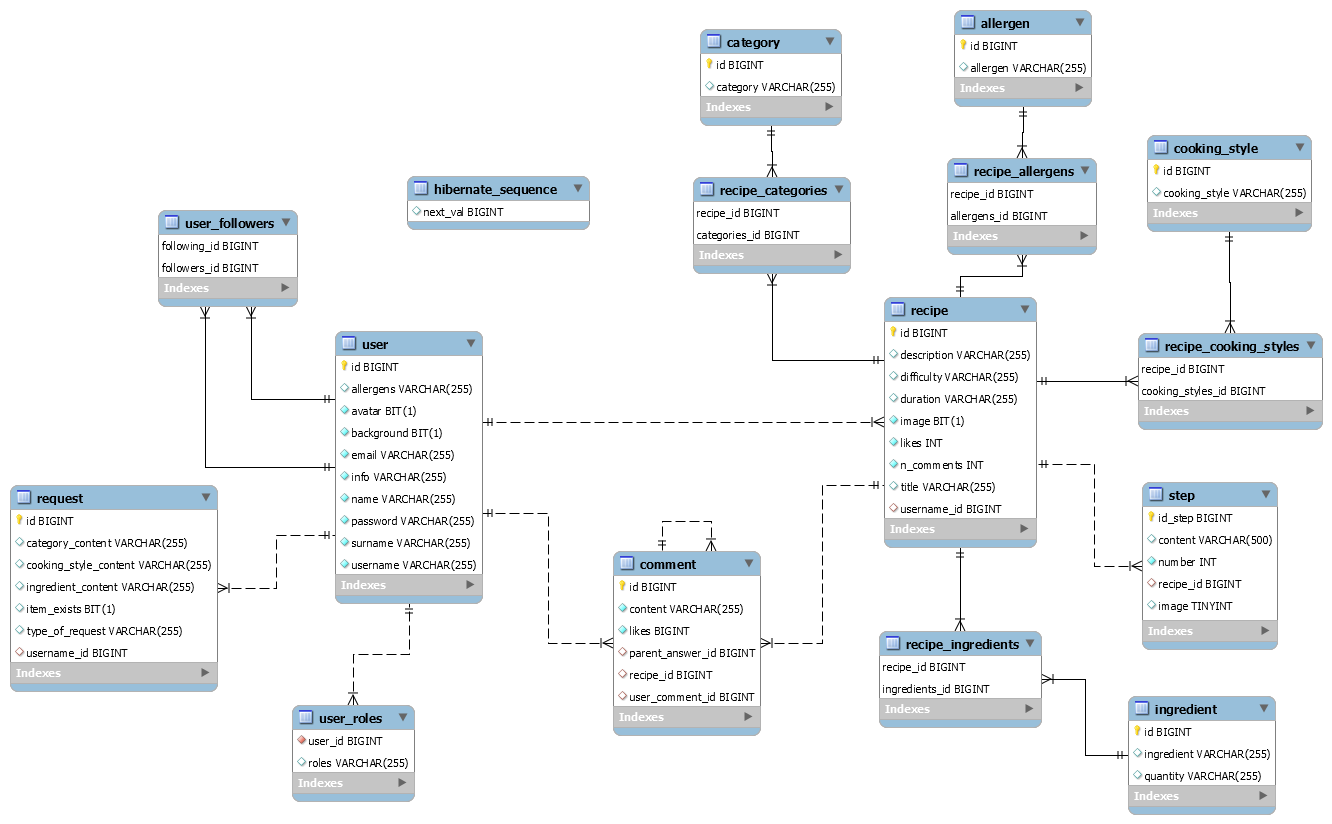 category
id BIGINT
category VARCHAR(255)
Indexes
allergen
id BIGINT
allergen VARCHAR(255)
Indexes
cooking_style
id BIGINT
cooking_style VARCHAR(255)
Indexes
hibernate_sequence
next_val BIGINT
recipe_categories
recipe_id BIGINT
categories_id BIGINT
Indexes
recipe_allergens
recipe_id BIGINT
allergens_id BIGINT
Indexes
user_followers
following_id BIGINT
followers_id BIGINT
Indexes
user
id BIGINT
allergens VARCHAR(255)
avatar BIT(1)
background BIT(1)
email VARCHAR(255)
info VARCHAR(255)
name VARCHAR(255)
password VARCHAR(255)
surname VARCHAR(255)
username VARCHAR(255)
Indexes
recipe
id BIGINT
description VARCHAR(255)
difficulty VARCHAR(255)
duration VARCHAR(255)
image BIT(1)
likes INT
n_comments INT
title VARCHAR(255)
username_id BIGINT
Indexes
recipe_cooking_styles
recipe_id BIGINT
cooking_styles_id BIGINT
Indexes
request
id BIGINT
category_content VARCHAR(255)
cooking_style_content VARCHAR(255)
ingredient_content VARCHAR(255)
item_exists BIT(1)
type_of_request VARCHAR(255)
username_id BIGINT
Indexes
step
id_step BIGINT
content VARCHAR(500)
number INT
recipe_id BIGINT
image TINYINT
Indexes
comment
id BIGINT
content VARCHAR(255)
likes BIGINT
parent_answer_id BIGINT
recipe_id BIGINT
user_comment_id BIGINT
Indexes
recipe_ingredients
recipe_id BIGINT
ingredients_id BIGINT
Indexes
user_roles
user_id BIGINT
roles VARCHAR(255)
Indexes
ingredient
id BIGINT
ingredient VARCHAR(255)
quantity VARCHAR(255)
Indexes